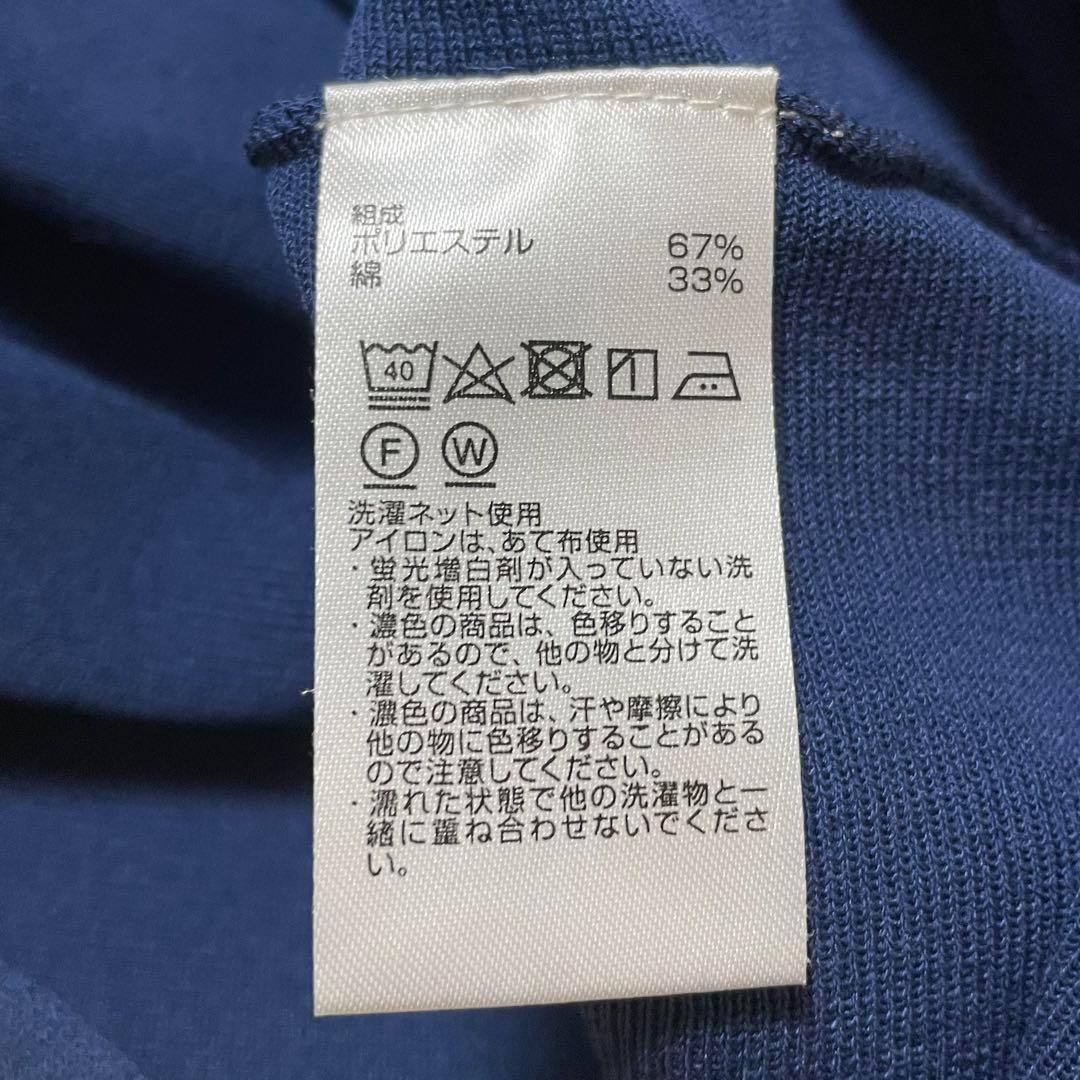 組成
ポリエステル 67%
綿 33%
40
F W
洗濯ネット使用
アイロンは、あて布使用
・蛍光増白剤が入っていない洗
剤を使用してください。
・濃色の商品は、色移りすること
があるので、他の物と分けて洗
濯してください。
・濃色の商品は、汗や摩擦により
他の物に色移りすることがある
ので注意してください。
・濡れた状態で他の洗濯物と一
緒に重ね合わせないでくださ
い。